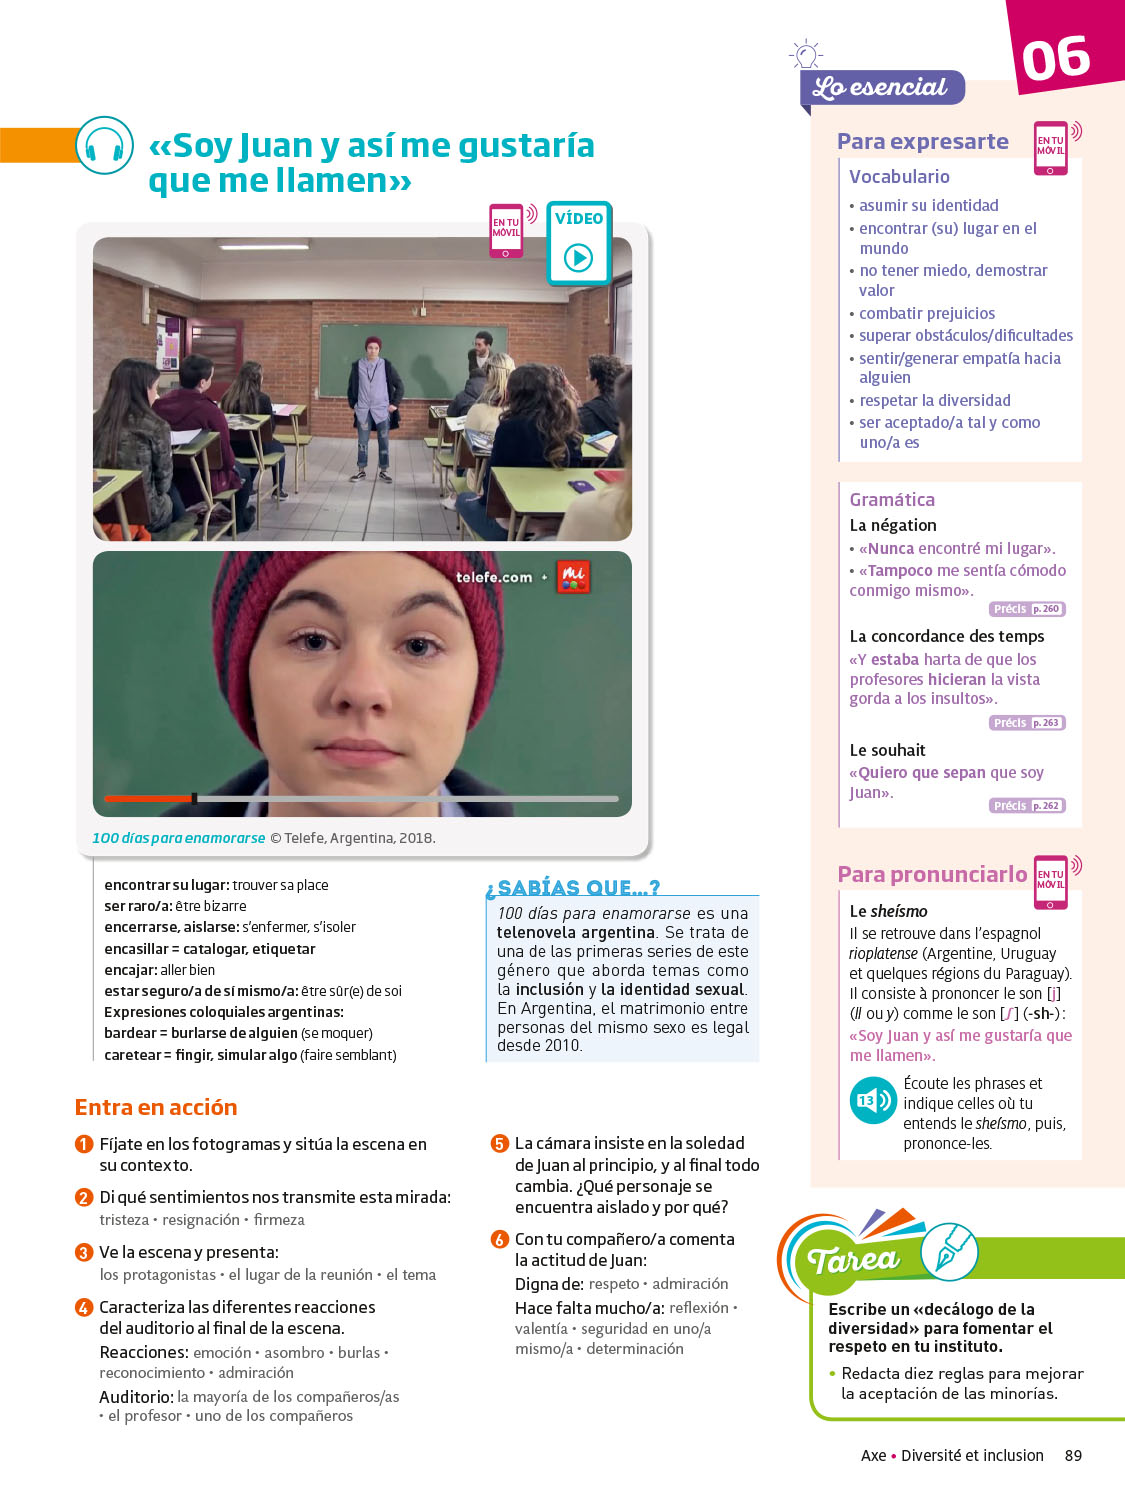 06
«Soy Juan y así me gustaría
que me llamen»
EN TU
MÓVIL
VÍDEO
telefe.com + mi
100 días para enamorarse © Telefe, Argentina, 2018.
encontrar su lugar: trouver sa place
ser raro/a: être bizarre
encerrarse, aislarse: s'enfermer, s'isoler
encasillar = catalogar, etiquetar
encajar: aller bien
estar seguro/a de sí mismo/a: être sûr(e) de soi
Expresiones coloquiales argentinas:
bardear = burlarse de alguien (se moquer)
caretear = fingir, simular algo (faire semblant)
¿SABÍAS QUE...?
100 días para enamorarse es una
telenovela argentina. Se trata de
una de las primeras series de este
género que aborda temas como
la inclusión y la identidad sexual.
En Argentina, el matrimonio entre
personas del mismo sexo es legal
desde 2010.
Entra en acción
1 Fíjate en los fotogramas y sitúa la escena en
su contexto.
2 Di qué sentimientos nos transmite esta mirada:
tristeza • resignación • firmeza
3 Ve la escena y presenta:
los protagonistas • el lugar de la reunión • el tema
4 Caracteriza las diferentes reacciones
del auditorio al final de la escena.
Reacciones: emoción • asombro • burlas •
reconocimiento • admiración
Auditorio: la mayoría de los compañeros/as
• el profesor • uno de los compañeros
5 La cámara insiste en la soledad
de Juan al principio, y al final todo
cambia. ¿Qué personaje se
encuentra aislado y por qué?
6 Con tu compañero/a comenta
la actitud de Juan:
Digna de: respeto • admiración
Hace falta mucho/a: reflexión •
valentía • seguridad en uno/a
mismo/a • determinación
Lo esencial
Para expresarte
EN TU
MÓVIL
Vocabulario
• asumir su identidad
• encontrar (su) lugar en el
mundo
• no tener miedo, demostrar
valor
• combatir prejuicios
• superar obstáculos/dificultades
• sentir/generar empatía hacia
alguien
• respetar la diversidad
• ser aceptado/a tal y como
uno/a es
Gramática
La négation
• «Nunca encontré mi lugar».
• «Tampoco me sentía cómodo
conmigo mismo».
Précis p. 260
La concordance des temps
«Y estaba harta de que los
profesores hicieran la vista
gorda a los insultos».
Précis p. 263
Le souhait
«Quiero que sepan que soy
Juan».
Précis p. 262
Para pronunciarlo
EN TU
MÓVIL
Le sheísmo
Il se retrouve dans l'espagnol
rioplatense (Argentine, Uruguay
et quelques régions du Paraguay).
Il consiste à prononcer le son [j]
(ll ou y) comme le son [ʃ] (-sh-) :
«Soy Juan y así me gustaría que
me llamen».
13
Écoute les phrases et
indique celles où tu
entends le sheísmo, puis,
prononce-les.
Tarea
Escribe un «decálogo de la
diversidad» para fomentar el
respeto en tu instituto.
• Redacta diez reglas para mejorar
la aceptación de las minorías.
Axe • Diversité et inclusion 89